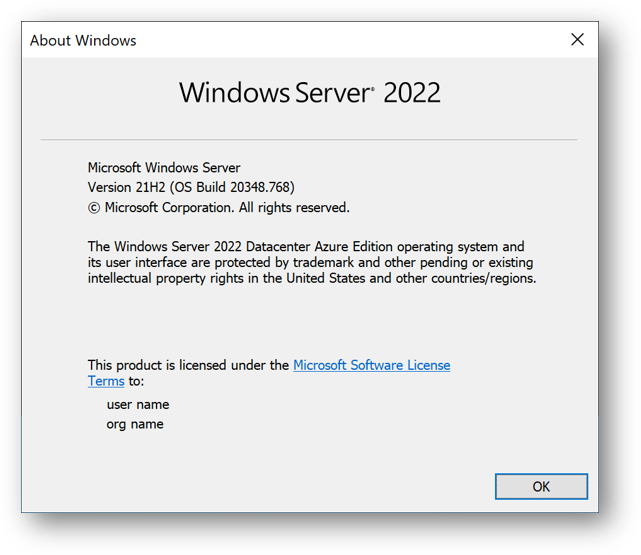 About Windows
Windows Server® 2022
Microsoft Windows Server
Version 21H2 (OS Build 20348.768)
© Microsoft Corporation. All rights reserved.
The Windows Server 2022 Datacenter Azure Edition operating system and
its user interface are protected by trademark and other pending or existing
intellectual property rights in the United States and other countries/regions.
This product is licensed under the Microsoft Software License
Terms to:
user name
org name
OK